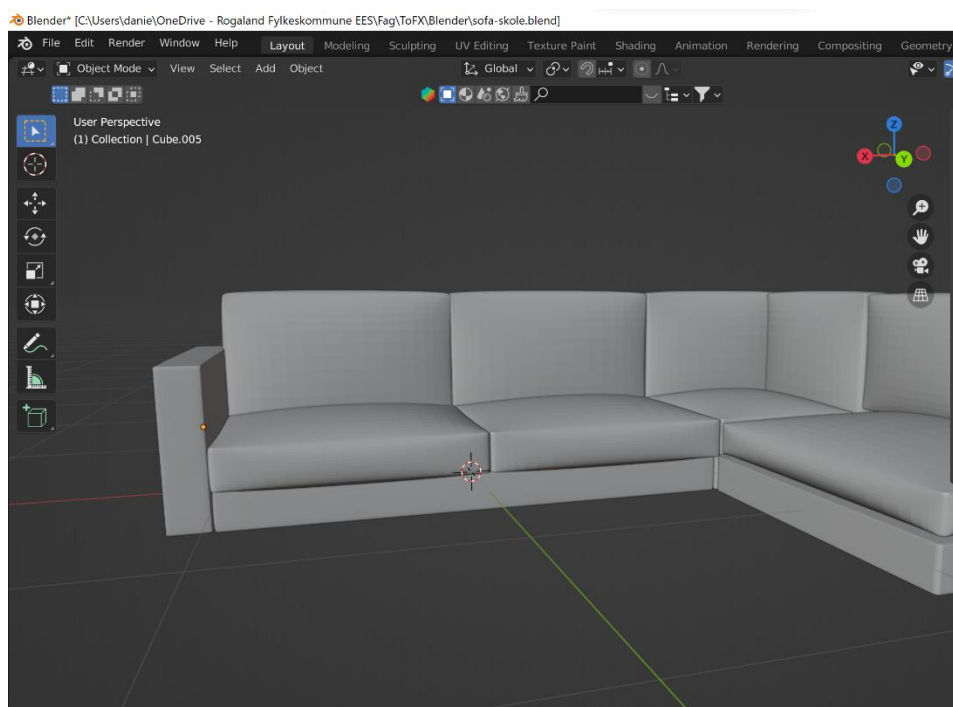 Blender* [C:\Users\danie\OneDrive - Rogaland Fylkeskommune EES\Fag\ToFX\Blender\sofa-skole.blend]
File Edit Render Window Help Layout Modeling Sculpting UV Editing Texture Paint Shading Animation Rendering Compositing Geometry
Object Mode View Select Add Object Global
User Perspective
(1) Collection | Cube.005
Z
X
Y